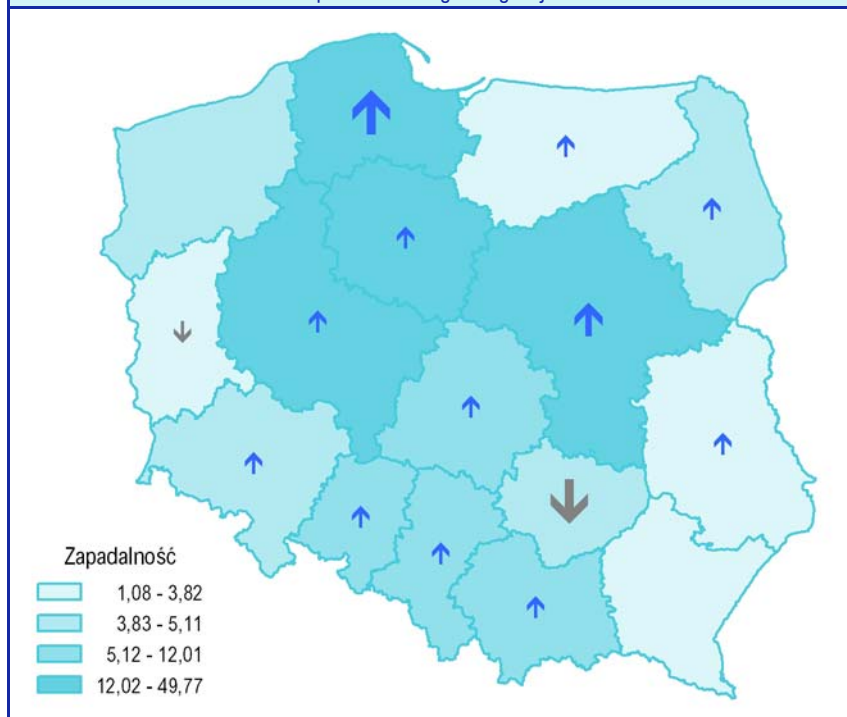 Zapadalność
1,08 - 3,82
3,83 - 5,11
5,12 - 12,01
12,02 - 49,77